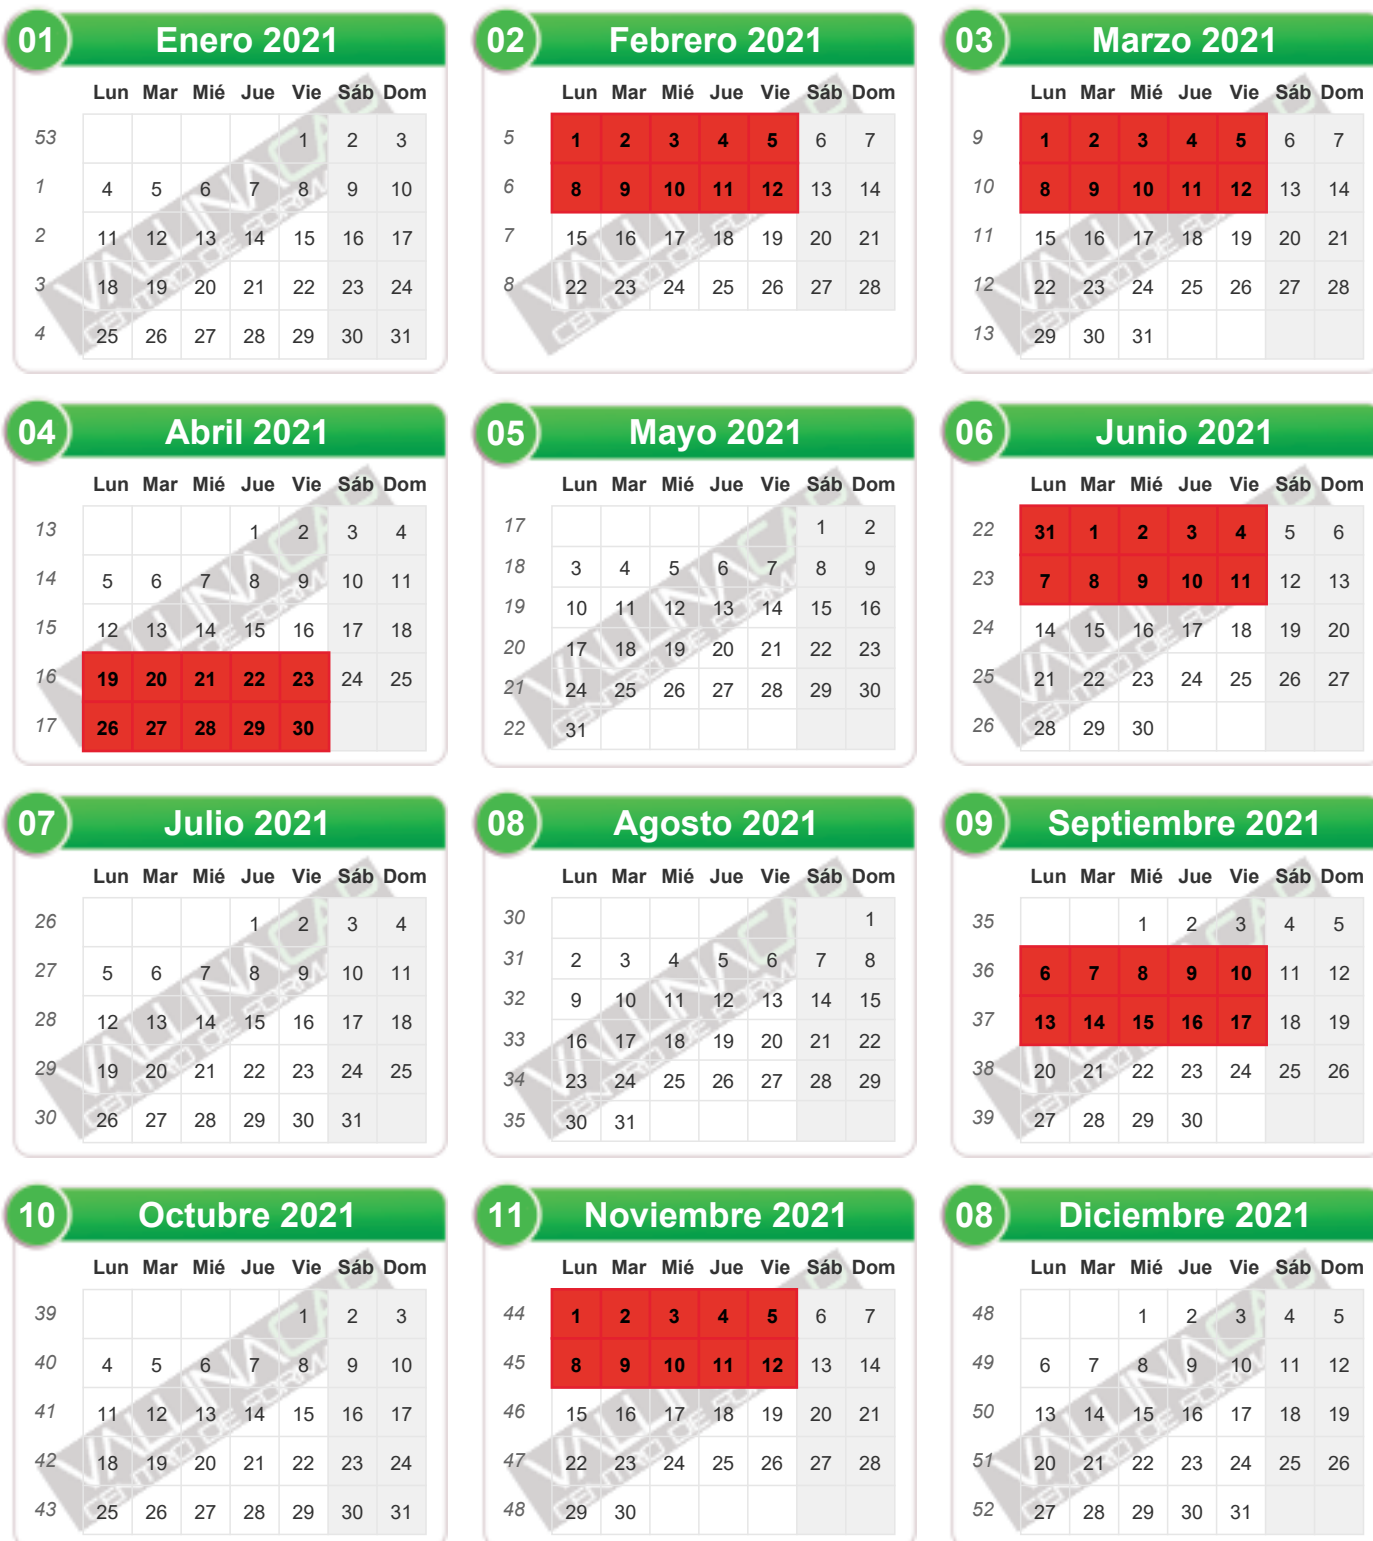 01 Enero 2021
Lun Mar Mié Jue Vie Sáb Dom
53 1 2 3
1 4 5 6 7 8 9 10
2 11 12 13 14 15 16 17
3 18 19 20 21 22 23 24
4 25 26 27 28 29 30 31
02 Febrero 2021
Lun Mar Mié Jue Vie Sáb Dom
5 1 2 3 4 5 6 7
6 8 9 10 11 12 13 14
7 15 16 17 18 19 20 21
8 22 23 24 25 26 27 28
03 Marzo 2021
Lun Mar Mié Jue Vie Sáb Dom
9 1 2 3 4 5 6 7
10 8 9 10 11 12 13 14
11 15 16 17 18 19 20 21
12 22 23 24 25 26 27 28
13 29 30 31
04 Abril 2021
Lun Mar Mié Jue Vie Sáb Dom
13 1 2 3 4
14 5 6 7 8 9 10 11
15 12 13 14 15 16 17 18
16 19 20 21 22 23 24 25
17 26 27 28 29 30
05 Mayo 2021
Lun Mar Mié Jue Vie Sáb Dom
17 1 2
18 3 4 5 6 7 8 9
19 10 11 12 13 14 15 16
20 17 18 19 20 21 22 23
21 24 25 26 27 28 29 30
22 31
06 Junio 2021
Lun Mar Mié Jue Vie Sáb Dom
22 31 1 2 3 4 5 6
23 7 8 9 10 11 12 13
24 14 15 16 17 18 19 20
25 21 22 23 24 25 26 27
26 28 29 30
07 Julio 2021
Lun Mar Mié Jue Vie Sáb Dom
26 1 2 3 4
27 5 6 7 8 9 10 11
28 12 13 14 15 16 17 18
29 19 20 21 22 23 24 25
30 26 27 28 29 30 31
08 Agosto 2021
Lun Mar Mié Jue Vie Sáb Dom
30 1
31 2 3 4 5 6 7 8
32 9 10 11 12 13 14 15
33 16 17 18 19 20 21 22
34 23 24 25 26 27 28 29
35 30 31
09 Septiembre 2021
Lun Mar Mié Jue Vie Sáb Dom
35 1 2 3 4 5
36 6 7 8 9 10 11 12
37 13 14 15 16 17 18 19
38 20 21 22 23 24 25 26
39 27 28 29 30
10 Octubre 2021
Lun Mar Mié Jue Vie Sáb Dom
39 1 2 3
40 4 5 6 7 8 9 10
41 11 12 13 14 15 16 17
42 18 19 20 21 22 23 24
43 25 26 27 28 29 30 31
11 Noviembre 2021
Lun Mar Mié Jue Vie Sáb Dom
44 1 2 3 4 5 6 7
45 8 9 10 11 12 13 14
46 15 16 17 18 19 20 21
47 22 23 24 25 26 27 28
48 29 30
08 Diciembre 2021
Lun Mar Mié Jue Vie Sáb Dom
48 1 2 3 4 5
49 6 7 8 9 10 11 12
50 13 14 15 16 17 18 19
51 20 21 22 23 24 25 26
52 27 28 29 30 31